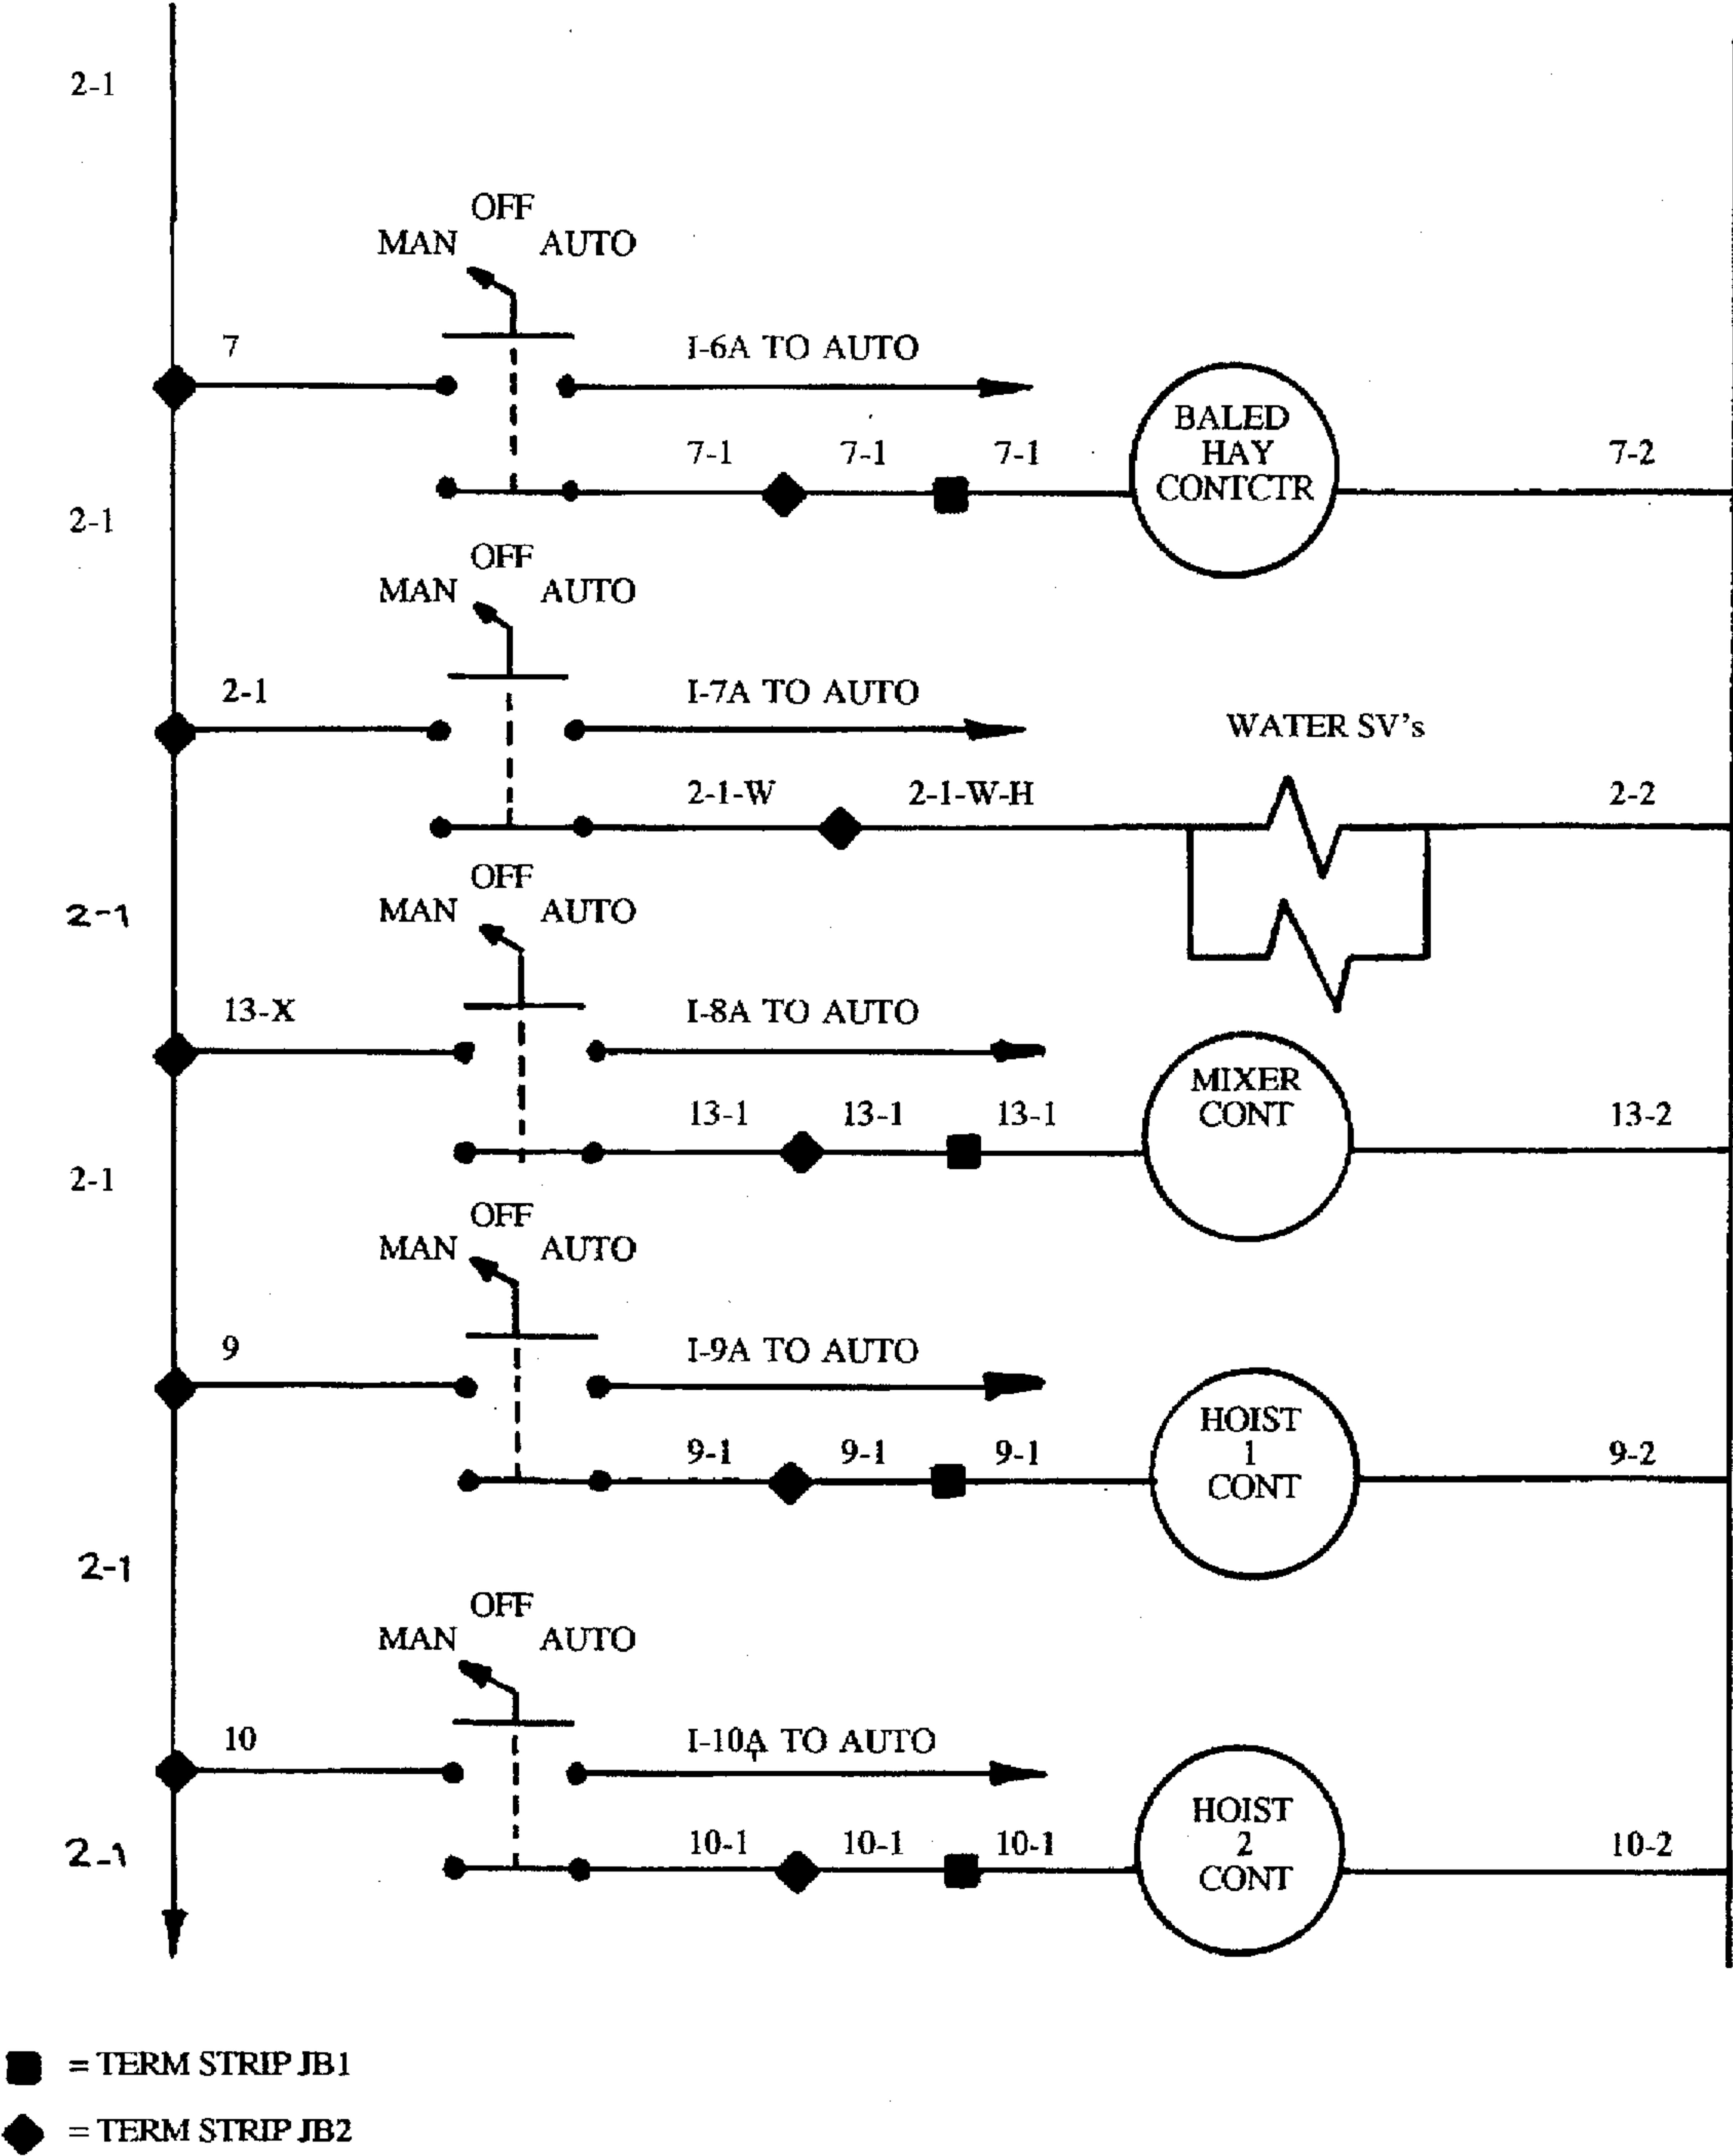 2-1
OFF
MAN AUTO
7
I-6A TO AUTO
BALED
HAY
CONTCTR
7-1 7-1 7-1
7-2
2-1
OFF
MAN AUTO
2-1
I-7A TO AUTO
WATER SV's
2-1-W 2-1-W-H
2-2
OFF
2-1
MAN AUTO
13-X
I-8A TO AUTO
MIXER
CONT
13-1 13-1 13-1
13-2
2-1
OFF
MAN AUTO
9
I-9A TO AUTO
HOIST
1
CONT
9-1 9-1 9-1
9-2
2-1
OFF
MAN AUTO
10
I-10A TO AUTO
HOIST
2
CONT
10-1 10-1 10-1
10-2
2-1
= TERM STRIP JB1
= TERM STRIP JB2